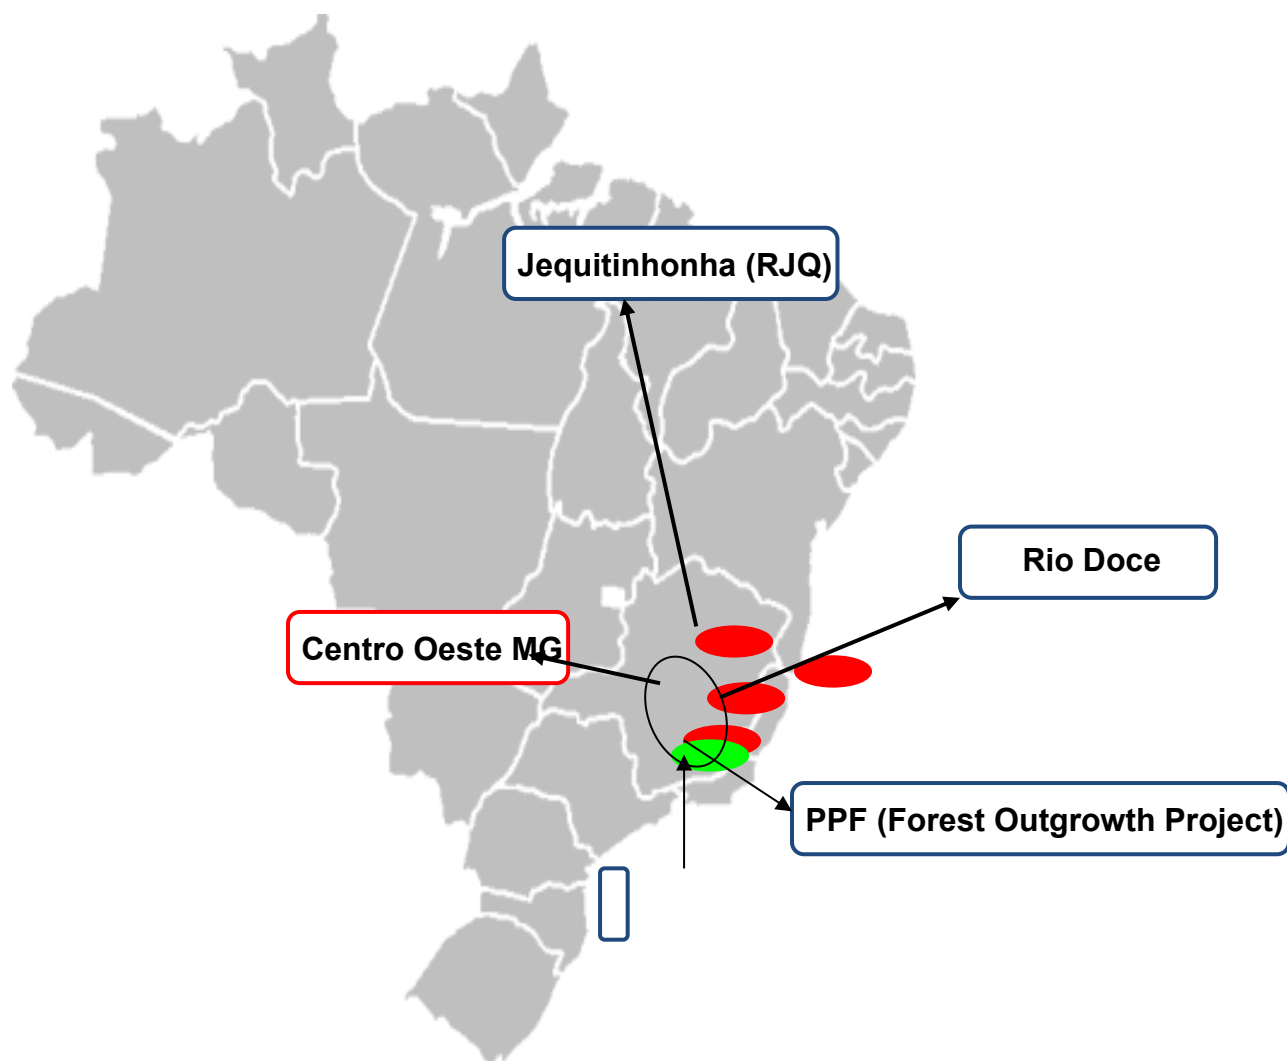 Jequitinhonha (RJQ)
Rio Doce
Centro Oeste MG
PPF (Forest Outgrowth Project)